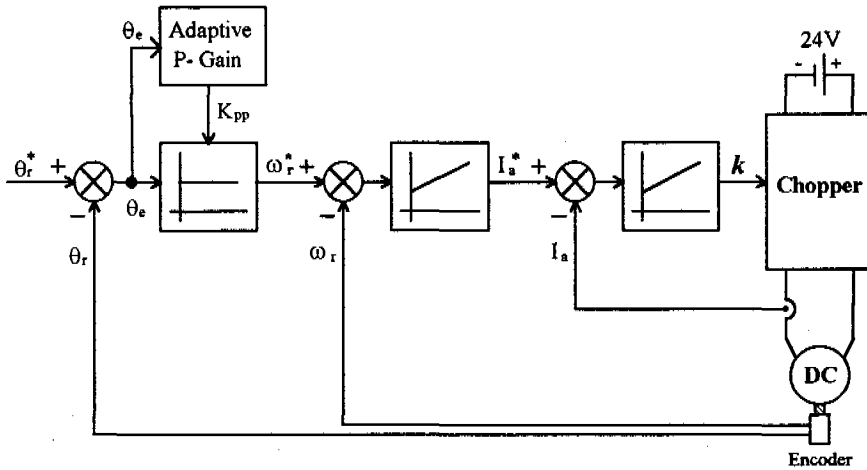 θe
Adaptive
P- Gain
24V
- +
Kpp
θr* +
−
θe
ωr* +
−
Ia* +
−
k
Chopper
θr
ωr
Ia
DC
Encoder